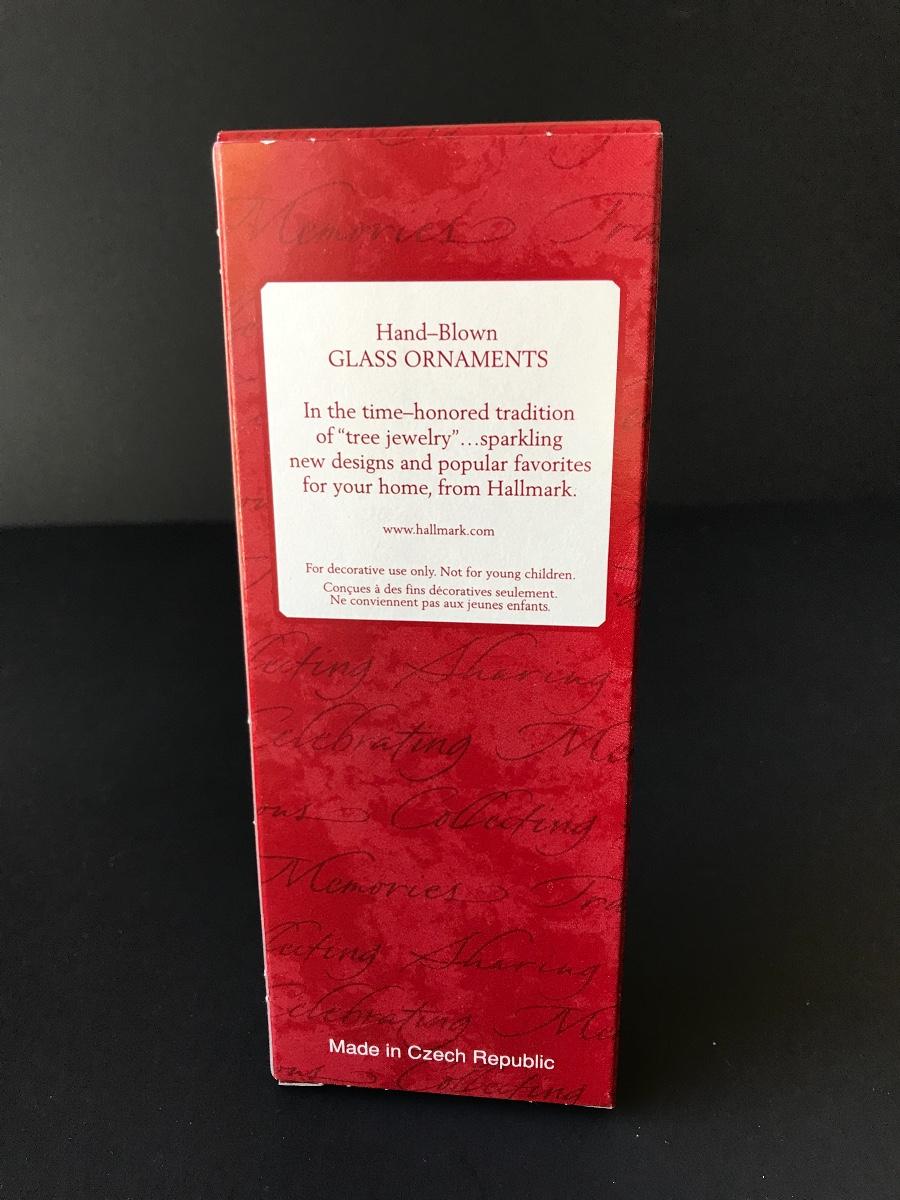 Memories
Hand–Blown
GLASS ORNAMENTS
In the time–honored tradition
of “tree jewelry”...sparkling
new designs and popular favorites
for your home, from Hallmark.
www.hallmark.com
For decorative use only. Not for young children.
Conçues à des fins décoratives seulement.
Ne conviennent pas aux jeunes enfants.
Sharing
Celebrating
Collecting
Memories
Sharing
Celebrating
Made in Czech Republic
Collecting